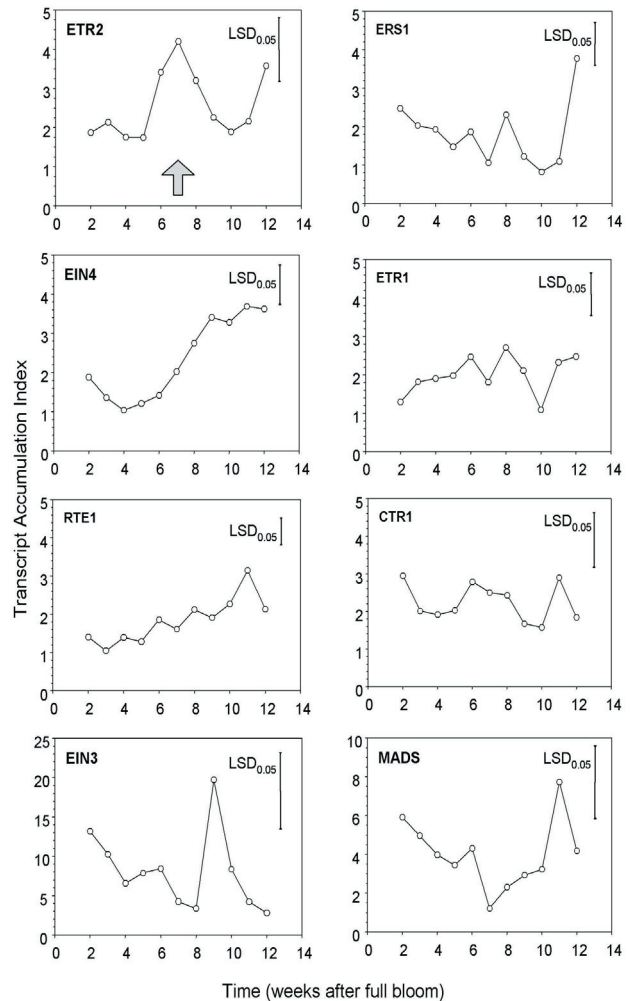 Transcript Accumulation Index
ETR2
LSD0.05
5
4
3
2
1
0
0 2 4 6 8 10 12 14
ERS1
LSD0.05
5
4
3
2
1
0
0 2 4 6 8 10 12 14
EIN4
LSD0.05
5
4
3
2
1
0
0 2 4 6 8 10 12 14
ETR1
LSD0.05
5
4
3
2
1
0
0 2 4 6 8 10 12 14
RTE1
LSD0.05
5
4
3
2
1
0
0 2 4 6 8 10 12 14
CTR1
LSD0.05
5
4
3
2
1
0
0 2 4 6 8 10 12 14
EIN3
LSD0.05
25
20
15
10
5
0
0 2 4 6 8 10 12 14
MADS
LSD0.05
10
8
6
4
2
0
0 2 4 6 8 10 12 14
Time (weeks after full bloom)